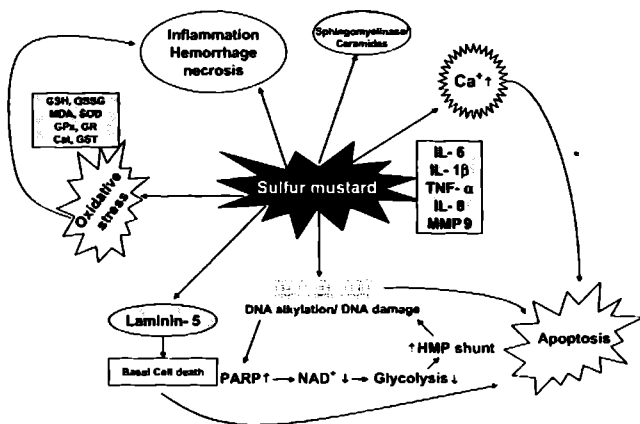 Inflammation
Hemorrhage
necrosis
Sphingomyelinase/
Ceramides
Ca⁺↑
GSH, GSSG
MDA, SOD
GPx, GR
Cat, GST
Oxidative
stress
Sulfur mustard
IL- 6
IL- 1β
TNF- α
IL- 8
MMP 9
DNA alkylation/ DNA damage
Laminin- 5
Basal Cell death
PARP↑
NAD⁺ ↓
Glycolysis↓
↑HMP shunt
Apoptosis